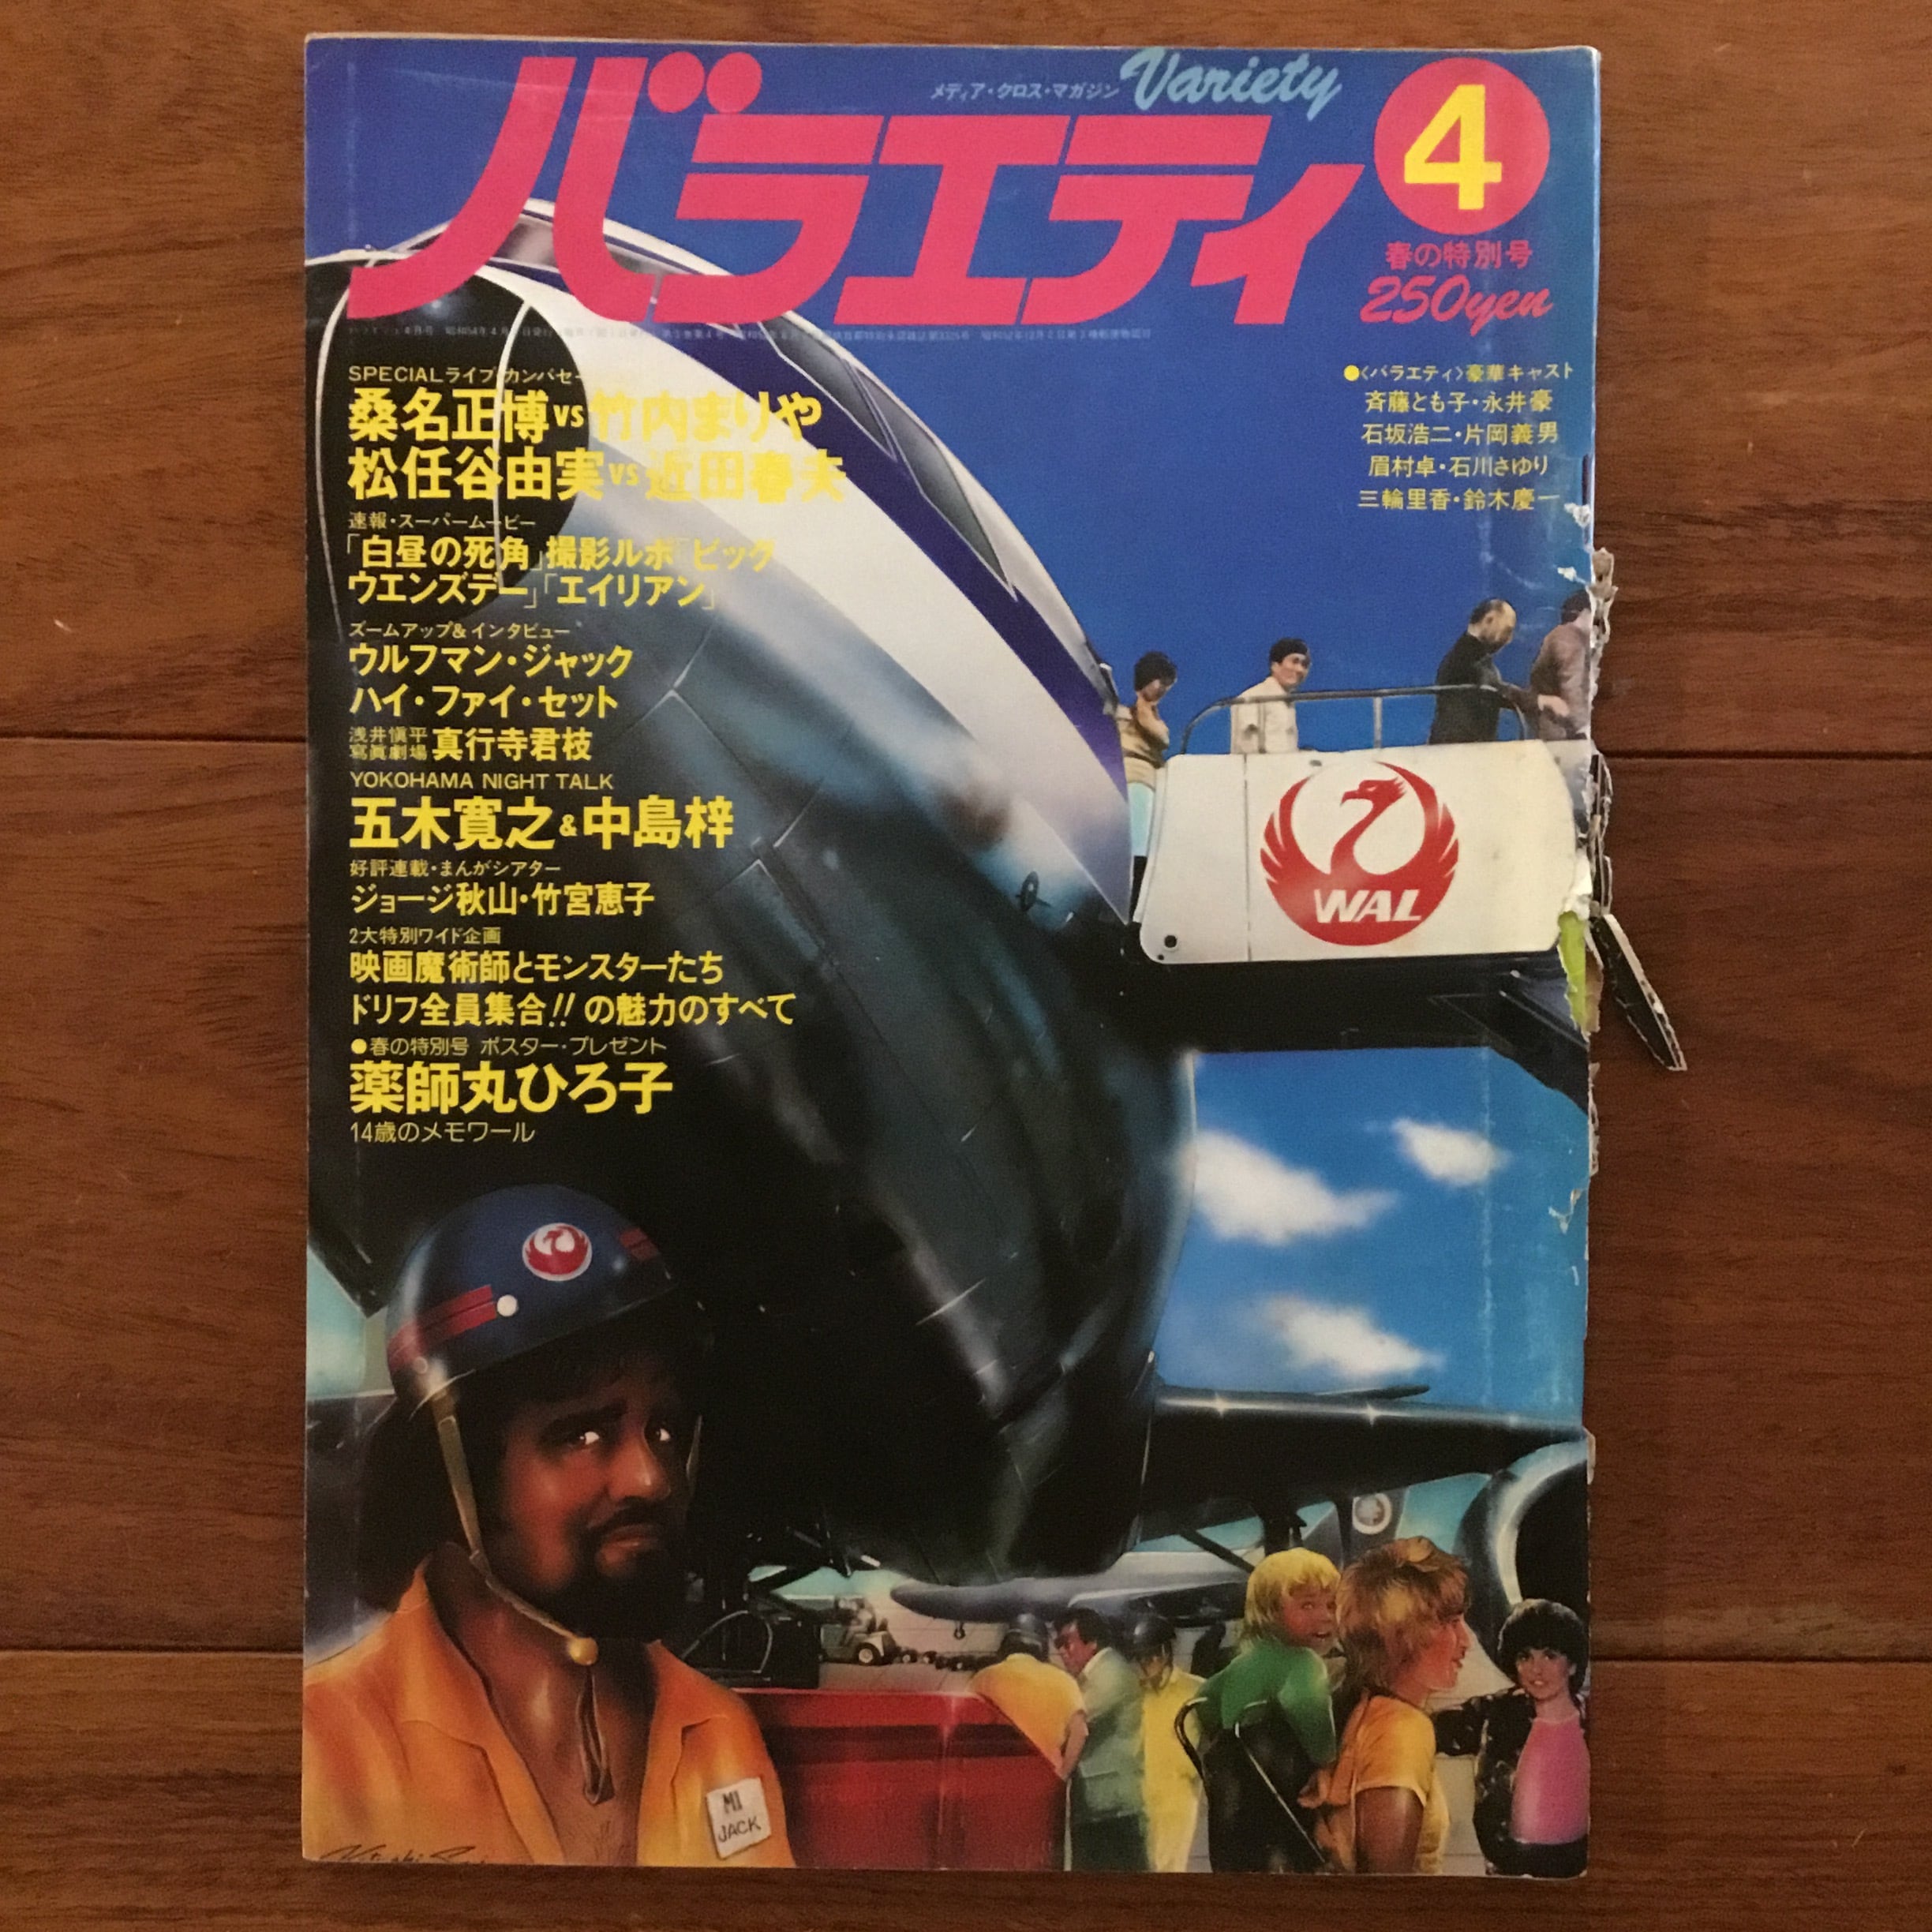 メディア・クロス・マガジン Variety
バラエティ
4
春の特別号
250yen
SPECIALライブ・カンバセー
桑名正博vs竹内まりや
松任谷由実vs近田春夫
速報・スーパームービー
「白昼の死角」撮影ルポ「ビッグ
ウエンズデー」「エイリアン」
ズームアップ&インタビュー
ウルフマン・ジャック
ハイ・ファイ・セット
浅井愼平
寫眞劇場 真行寺君枝
YOKOHAMA NIGHT TALK
五木寛之&中島梓
好評連載・まんがシアター
ジョージ秋山・竹宮恵子
2大特別ワイド企画
映画魔術師とモンスターたち
ドリフ全員集合!!の魅力のすべて
●春の特別号 ポスター・プレゼント
薬師丸ひろ子
14歳のメモワール
●〈バラエティ〉豪華キャスト
斉藤とも子・永井豪
石坂浩二・片岡義男
眉村卓・石川さゆり
三輪里香・鈴木慶一
WAL
MI
JACK